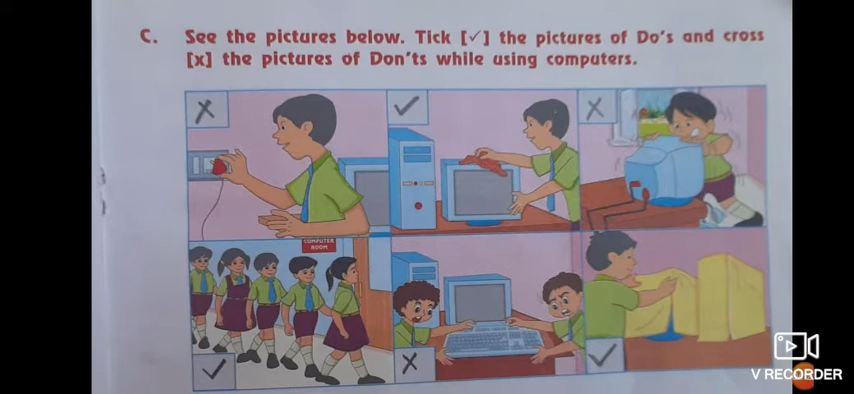 C. See the pictures below. Tick [✓] the pictures of Do's and cross
[x] the pictures of Don'ts while using computers.
COMPUTER
ROOM
V RECORDER